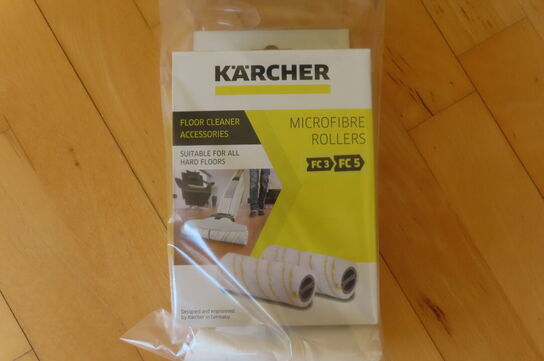 KÄRCHER
FLOOR CLEANER
ACCESSORIES
SUITABLE FOR ALL
HARD FLOORS
MICROFIBRE
ROLLERS
FC 3 FC 5
Designed and engineered
by Kärcher in Germany